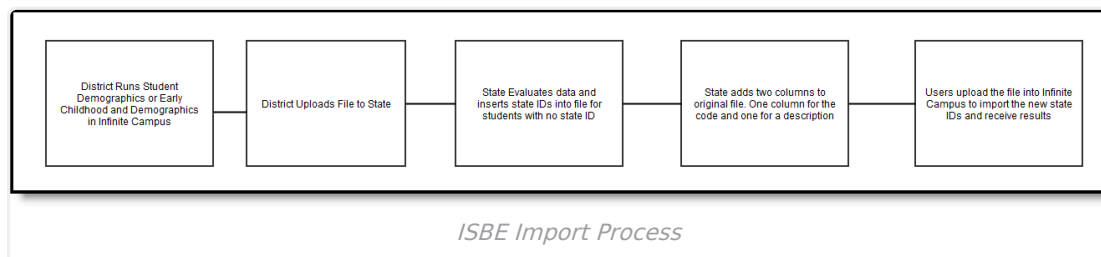 District Runs Student
Demographics or Early
Childhood and Demographics
in Infinite Campus
District Uploads File to State
State Evaluates data and
inserts state IDs into file for
students with no state ID
State adds two columns to
original file. One column for the
code and one for a description
Users upload the file into Infinite
Campus to import the new state
IDs and receive results
ISBE Import Process